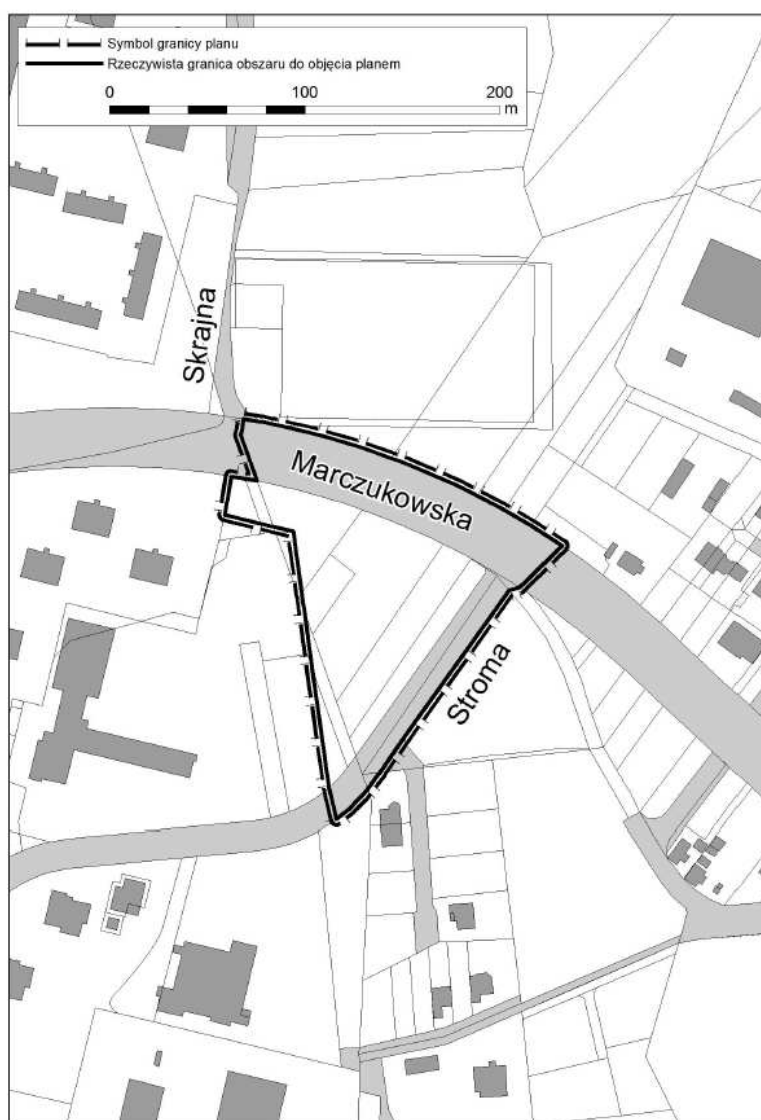 Symbol granicy planu
Rzeczywista granica obszaru do objęcia planem
0 100 200
m
Skrajna
Marczukowska
Stroma